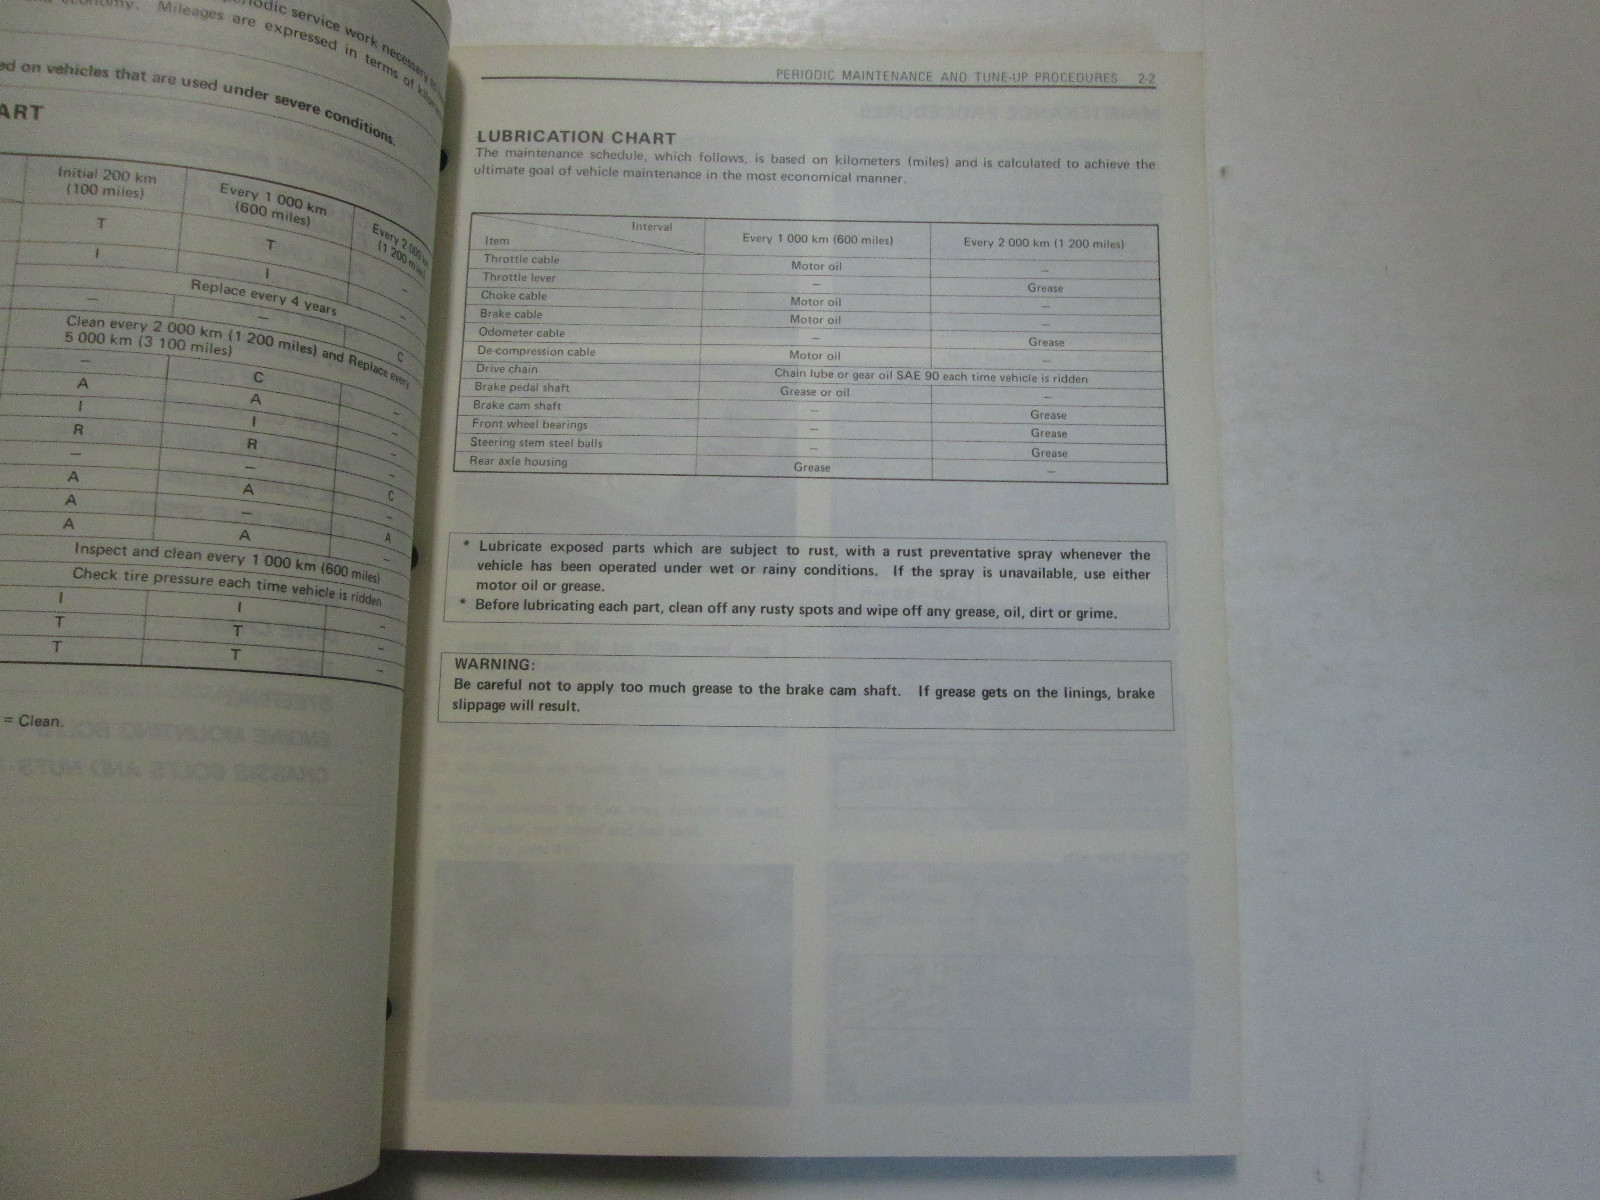 periodic service work necessary to
economy. Mileages are expressed in terms of
on vehicles that are used under severe conditions.
ART
Initial 200 km
(100 miles)
Every 1 000 km
(600 miles)
Every 2 000 km
(1 200 miles)
T T –
I I –
Replace every 4 years
– – C
Clean every 2 000 km (1 200 miles) and Replace every
5 000 km (3 100 miles)
– C –
A A –
I I –
R R –
– – C
A A –
A – A
A A –
Inspect and clean every 1 000 km (600 miles)
Check tire pressure each time vehicle is ridden
I I –
T T –
T T –
= Clean.
PERIODIC MAINTENANCE AND TUNE-UP PROCEDURES 2-2
LUBRICATION CHART
The maintenance schedule, which follows, is based on kilometers (miles) and is calculated to achieve the
ultimate goal of vehicle maintenance in the most economical manner.
Interval
Item Every 1 000 km (600 miles) Every 2 000 km (1 200 miles)
Throttle cable Motor oil –
Throttle lever – Grease
Choke cable Motor oil –
Brake cable Motor oil –
Odometer cable – Grease
De-compression cable Motor oil –
Drive chain Chain lube or gear oil SAE 90 each time vehicle is ridden
Brake pedal shaft Grease or oil –
Brake cam shaft – Grease
Front wheel bearings – Grease
Steering stem steel balls – Grease
Rear axle housing Grease –
* Lubricate exposed parts which are subject to rust, with a rust preventative spray whenever the
vehicle has been operated under wet or rainy conditions. If the spray is unavailable, use either
motor oil or grease.
* Before lubricating each part, clean off any rusty spots and wipe off any grease, oil, dirt or grime.
WARNING:
Be careful not to apply too much grease to the brake cam shaft. If grease gets on the linings, brake
slippage will result.